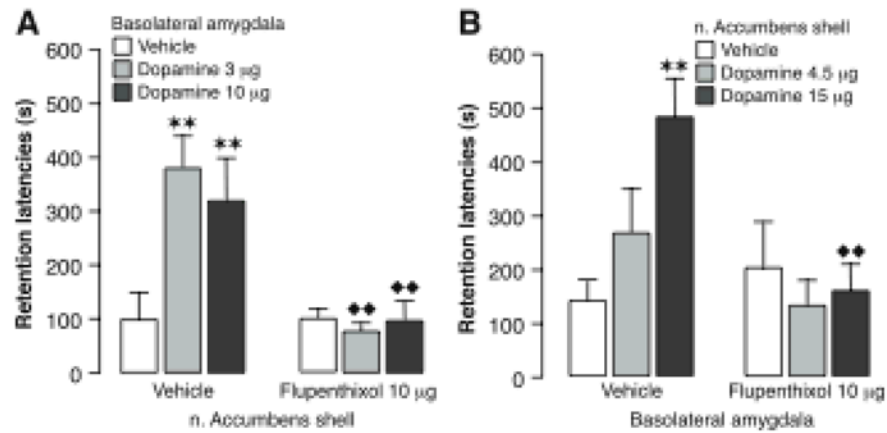 A
Basolateral amygdala
Vehicle
Dopamine 3 µg
Dopamine 10 µg
Retention latencies (s)
600
500
400
300
200
100
0
**
**
♦♦
♦♦
Vehicle
Flupenthixol 10 µg
n. Accumbens shell
B
n. Accumbens shell
Vehicle
Dopamine 4.5 µg
Dopamine 15 µg
Retention latencies (s)
600
500
400
300
200
100
0
**
♦♦
Vehicle
Flupenthixol 10 µg
Basolateral amygdala